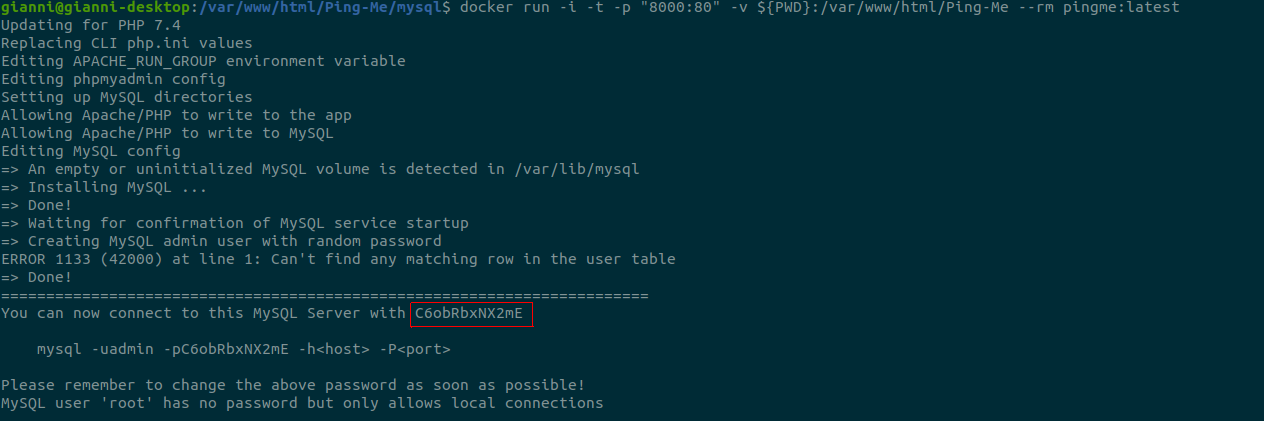 gianni@gianni-desktop:/var/www/html/Ping-Me/mysql$ docker run -i -t -p "8000:80" -v ${PWD}:/var/www/html/Ping-Me --rm pingme:latest
Updating for PHP 7.4
Replacing CLI php.ini values
Editing APACHE_RUN_GROUP environment variable
Editing phpmyadmin config
Setting up MySQL directories
Allowing Apache/PHP to write to the app
Allowing Apache/PHP to write to MySQL
Editing MySQL config
=> An empty or uninitialized MySQL volume is detected in /var/lib/mysql
=> Installing MySQL ...
=> Done!
=> Waiting for confirmation of MySQL service startup
=> Creating MySQL admin user with random password
ERROR 1133 (42000) at line 1: Can't find any matching row in the user table
=> Done!
========================================================================
You can now connect to this MySQL Server with C6obRbxNX2mE

    mysql -uadmin -pC6obRbxNX2mE -h<host> -P<port>

Please remember to change the above password as soon as possible!
MySQL user 'root' has no password but only allows local connections